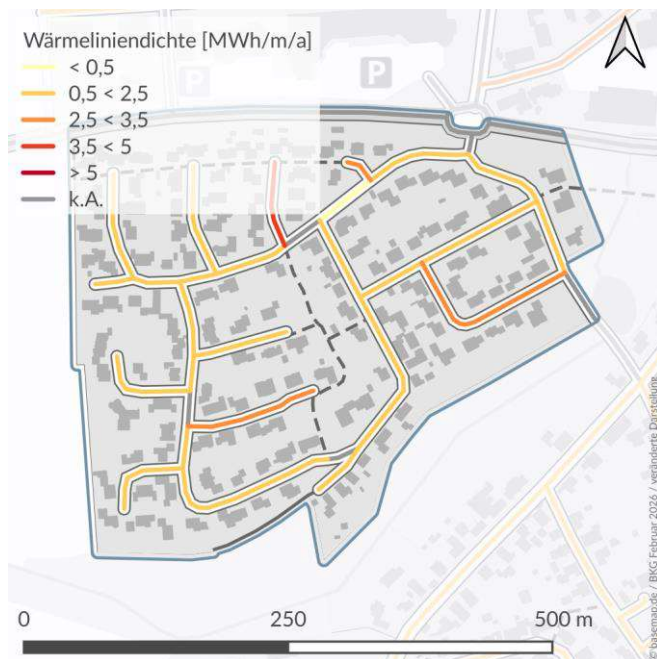 Wärmeliniendichte [MWh/m/a]
< 0,5
0,5 < 2,5
2,5 < 3,5
3,5 < 5
> 5
k.A.
P
P
0 250 500 m
© basemap.de / BKG Februar 2026 / veränderte Darstellung